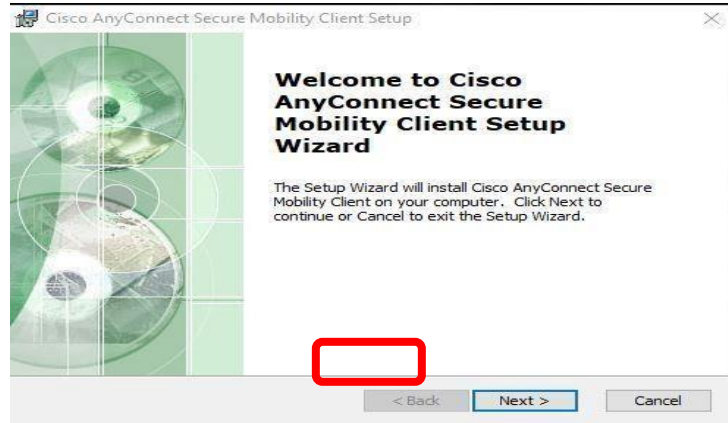 Cisco AnyConnect Secure Mobility Client Setup
Welcome to Cisco
AnyConnect Secure
Mobility Client Setup
Wizard
The Setup Wizard will install Cisco AnyConnect Secure
Mobility Client on your computer. Click Next to
continue or Cancel to exit the Setup Wizard.
< Back Next > Cancel